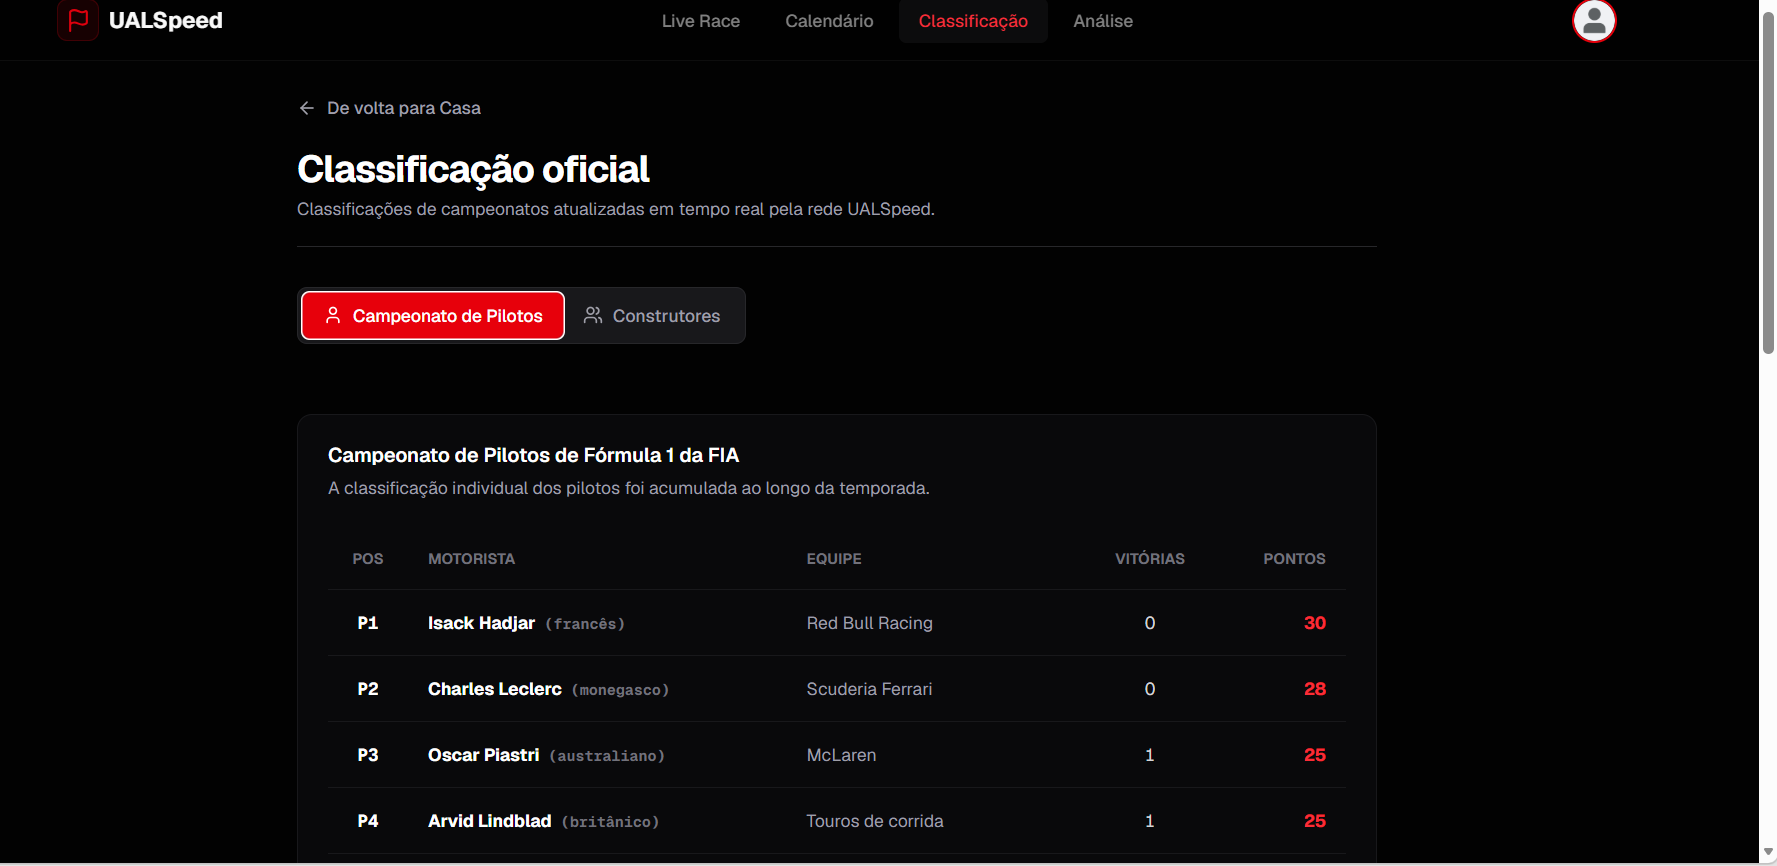 UALSpeed
Live Race Calendário Classificação Análise
← De volta para Casa
Classificação oficial
Classificações de campeonatos atualizadas em tempo real pela rede UALSpeed.
Campeonato de Pilotos Construtores
Campeonato de Pilotos de Fórmula 1 da FIA
A classificação individual dos pilotos foi acumulada ao longo da temporada.
POS MOTORISTA EQUIPE VITÓRIAS PONTOS
P1 Isack Hadjar (francês) Red Bull Racing 0 30
P2 Charles Leclerc (monegasco) Scuderia Ferrari 0 28
P3 Oscar Piastri (australiano) McLaren 1 25
P4 Arvid Lindblad (britânico) Touros de corrida 1 25